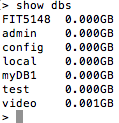 > show dbs
FIT5148  0.000GB
admin    0.000GB
config   0.000GB
local    0.000GB
myDB1    0.000GB
test     0.000GB
video    0.001GB
>